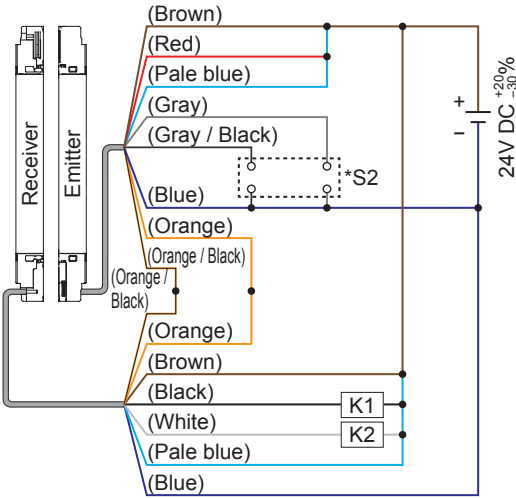 (Brown)
(Red)
(Pale blue)
(Gray)
(Gray / Black)
*S2
(Blue)
(Orange)
(Orange / Black)
(Orange /
Black)
(Orange)
(Brown)
(Black)
K1
(White)
K2
(Pale blue)
(Blue)
Receiver
Emitter
+
−
24V DC +20 −30%